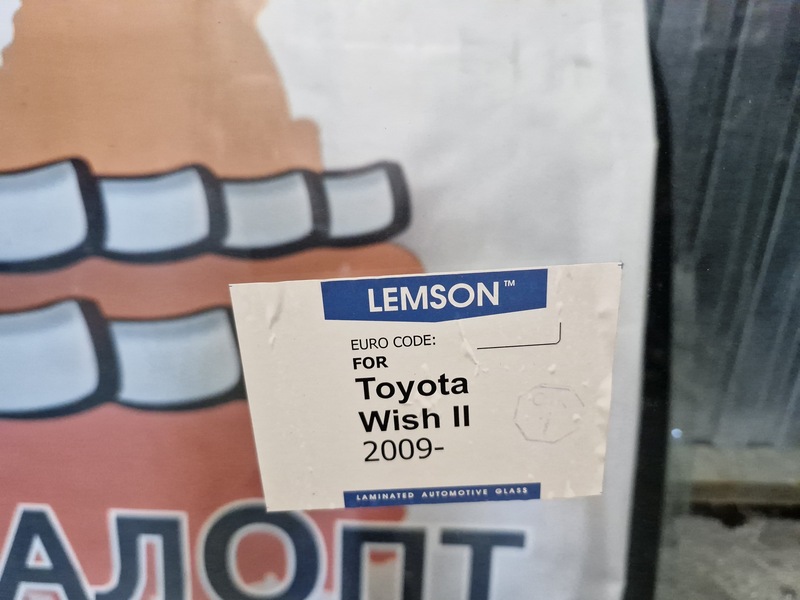 LEMSON™
EURO CODE:
FOR
Toyota
Wish II
2009-
LAMINATED AUTOMOTIVE GLASS
АЛОПТ